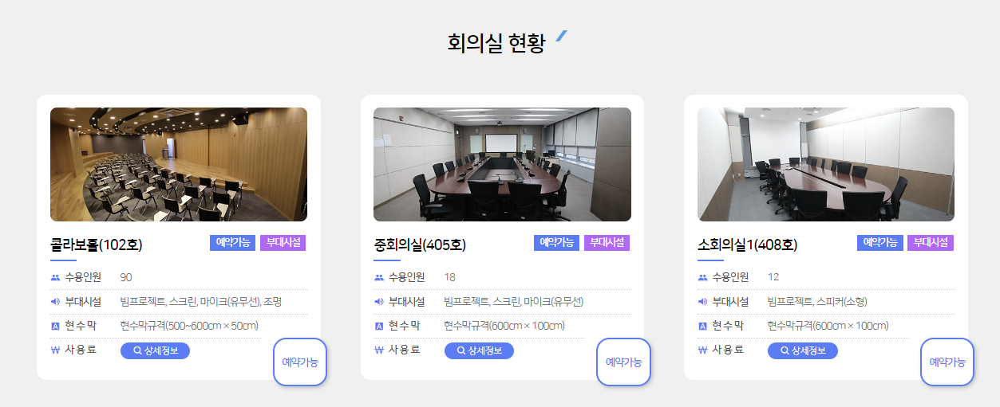 회의실 현황
콜라보홀(102호) 예약가능 부대시설
수용인원 90
부대시설 빔프로젝트, 스크린, 마이크(유무선), 조명
현수막 현수막규격(500~600cm × 50cm)
사용료 상세정보
예약가능
중회의실(405호) 예약가능 부대시설
수용인원 18
부대시설 빔프로젝트, 스크린, 마이크(유무선)
현수막 현수막규격(600cm × 100cm)
사용료 상세정보
예약가능
소회의실1(408호) 예약가능 부대시설
수용인원 12
부대시설 빔프로젝트, 스피커(소형)
현수막 현수막규격(600cm × 100cm)
사용료 상세정보
예약가능